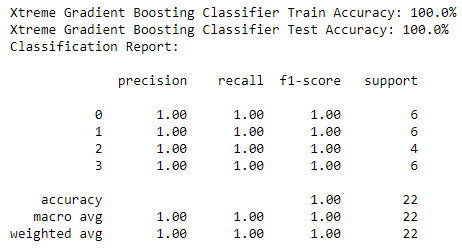 Xtreme Gradient Boosting Classifier Train Accuracy: 100.0%
Xtreme Gradient Boosting Classifier Test Accuracy: 100.0%
Classification Report:
precision recall f1-score support
0 1.00 1.00 1.00 6
1 1.00 1.00 1.00 6
2 1.00 1.00 1.00 4
3 1.00 1.00 1.00 6
accuracy 1.00 22
macro avg 1.00 1.00 1.00 22
weighted avg 1.00 1.00 1.00 22